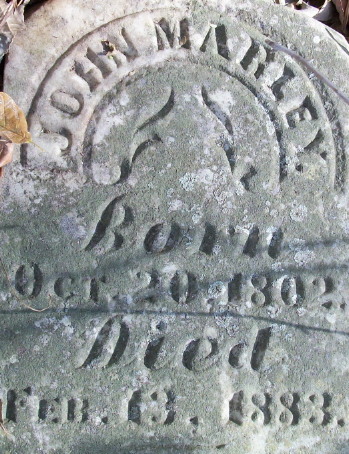 JOHN MARLEY.
Born
Oct. 20, 1802.
Died
Feb. 13, 1883.